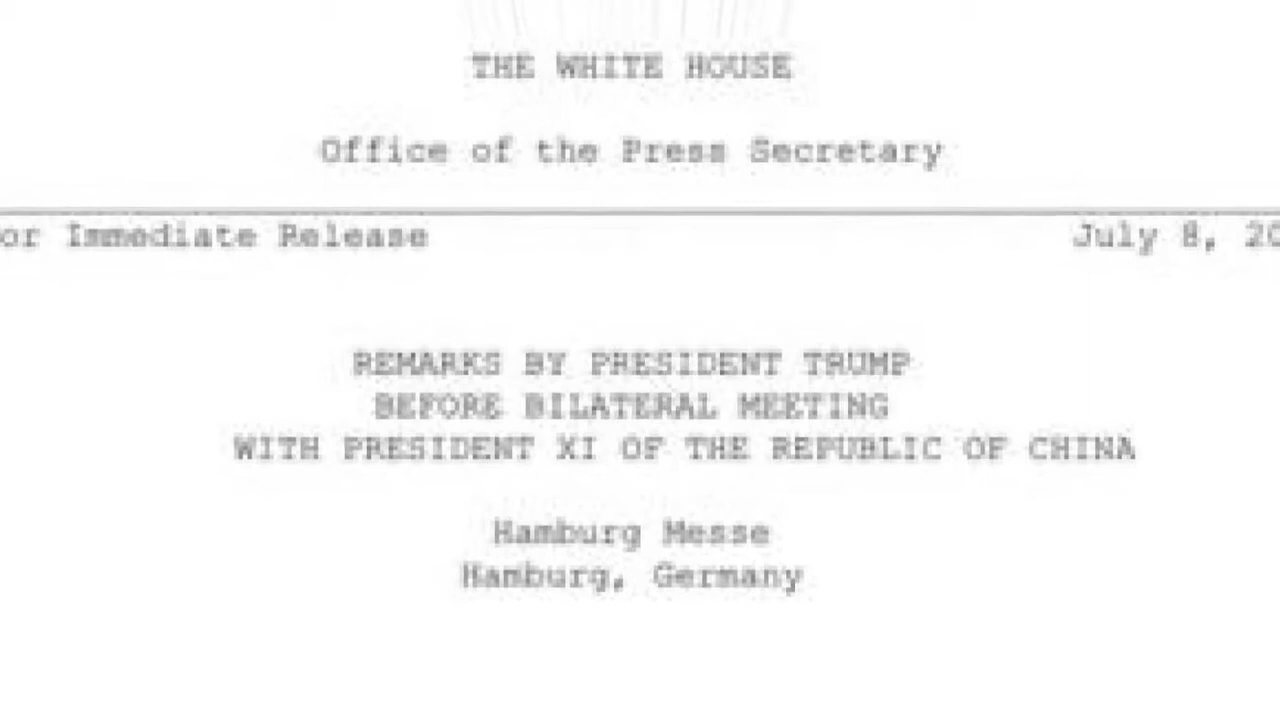 THE WHITE HOUSE
Office of the Press Secretary
or Immediate Release July 8, 20
REMARKS BY PRESIDENT TRUMP
BEFORE BILATERAL MEETING
WITH PRESIDENT XI OF THE REPUBLIC OF CHINA
Hamburg Messe
Hamburg, Germany